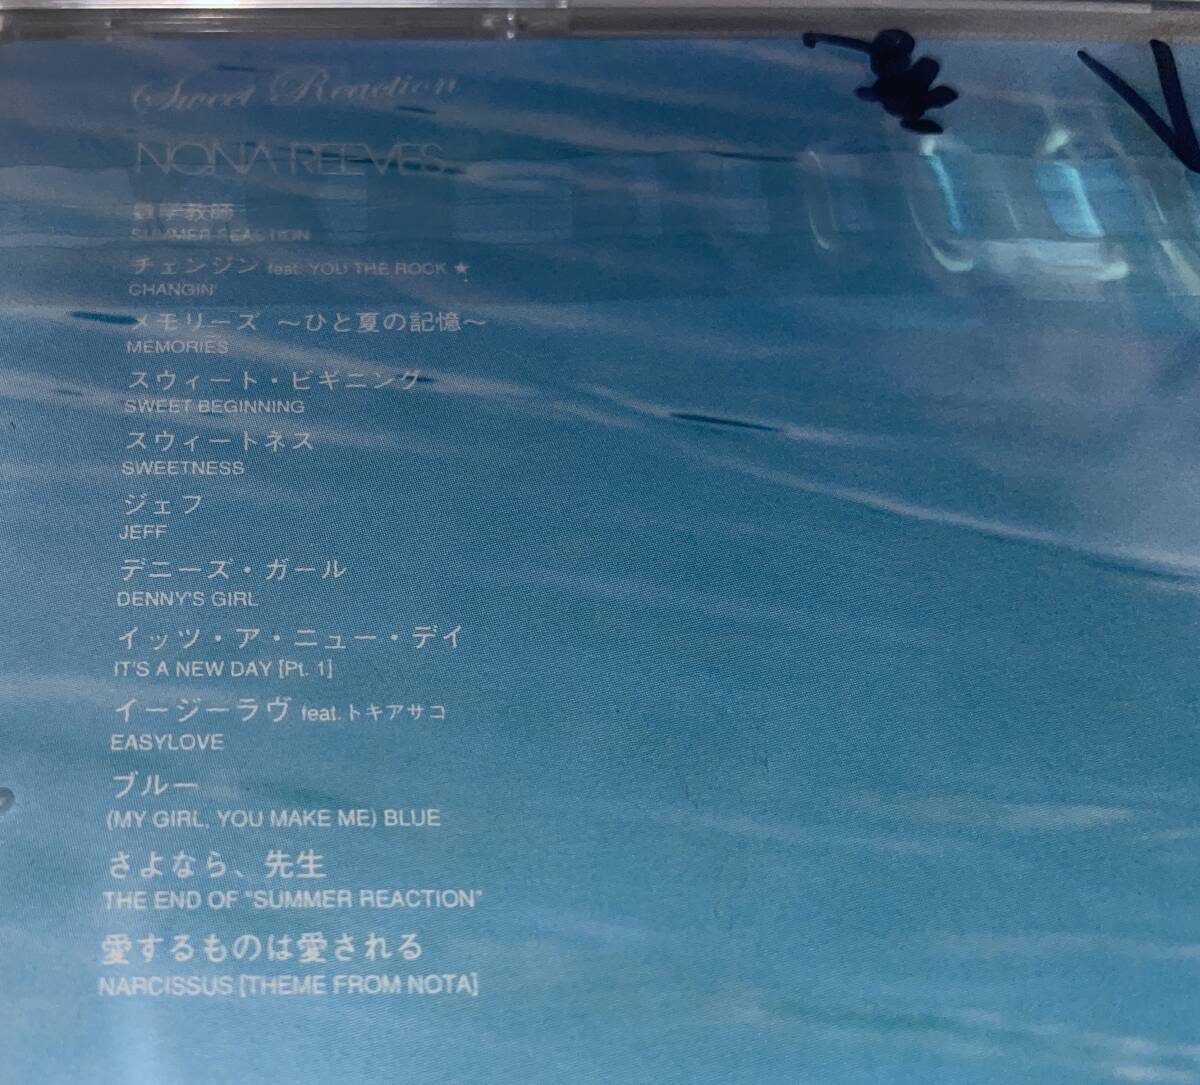 Sweet Reaction
NONA REEVES
数学教師
SUMMER REACTION
チェンジン feat. YOU THE ROCK ★
CHANGIN'
メモリーズ ～ひと夏の記憶～
MEMORIES
スウィート・ビギニング
SWEET BEGINNING
スウィートネス
SWEETNESS
ジェフ
JEFF
デニーズ・ガール
DENNY'S GIRL
イッツ・ア・ニュー・デイ
IT'S A NEW DAY [Pt. 1]
イージーラヴ feat. トキアサコ
EASYLOVE
ブルー
(MY GIRL, YOU MAKE ME) BLUE
さよなら、先生
THE END OF "SUMMER REACTION"
愛するものは愛される
NARCISSUS [THEME FROM NOTA]